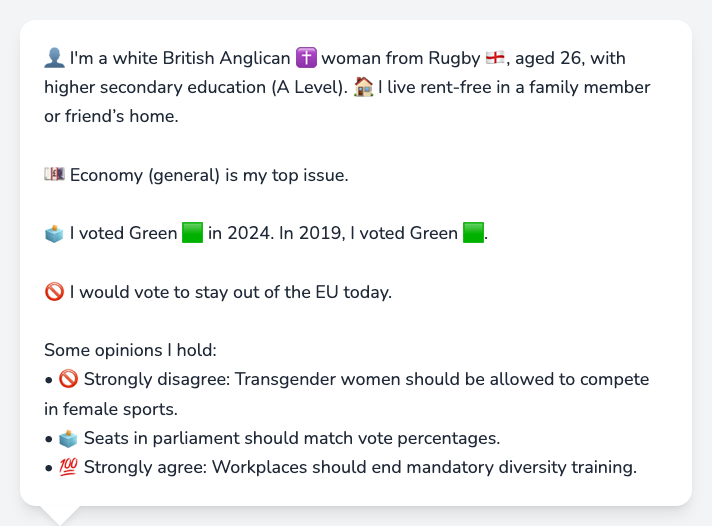 👤 I'm a white British Anglican ✝️ woman from Rugby 🏴󠁧󠁢󠁥󠁮󠁧󠁿, aged 26, with
higher secondary education (A Level). 🏠 I live rent-free in a family member
or friend’s home.
💷 Economy (general) is my top issue.
🗳️ I voted Green 🟩 in 2024. In 2019, I voted Green 🟩.
🚫 I would vote to stay out of the EU today.
Some opinions I hold:
• 🚫 Strongly disagree: Transgender women should be allowed to compete
in female sports.
• 🗳️ Seats in parliament should match vote percentages.
• 💯 Strongly agree: Workplaces should end mandatory diversity training.